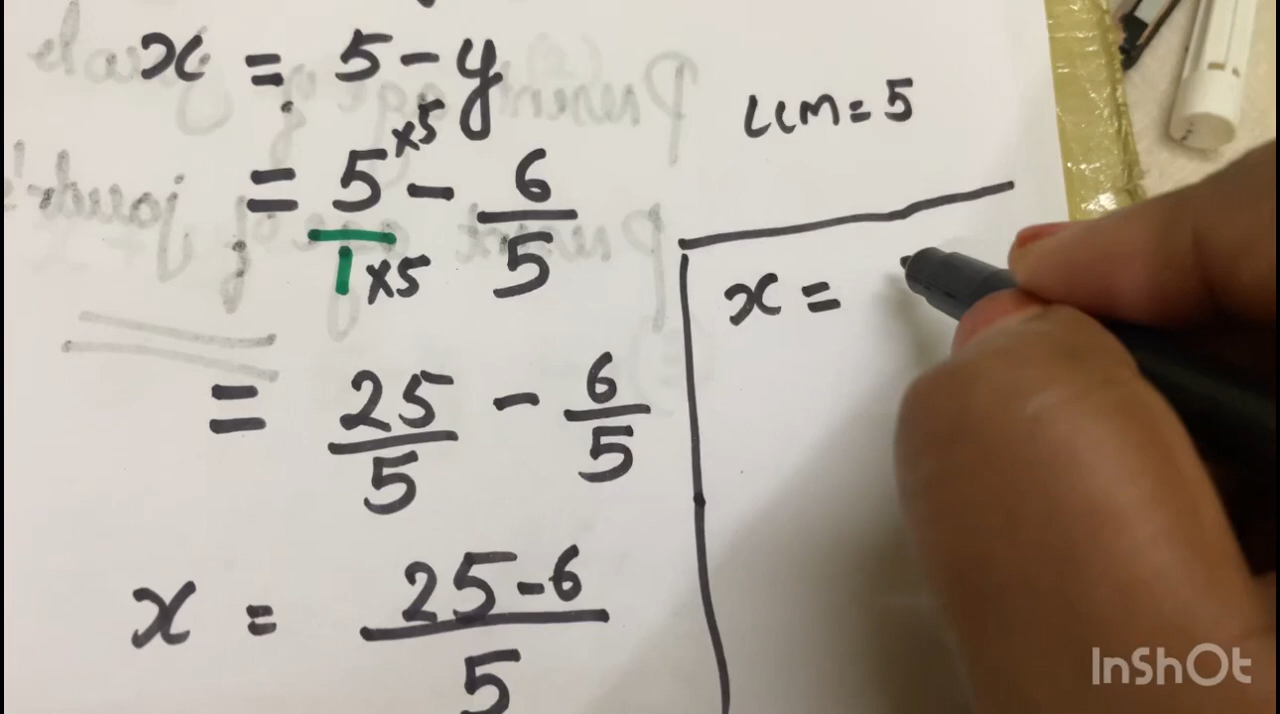 x = 5 - y
= 5×5/1×5 - 6/5
= 25/5 - 6/5
x = 25-6/5
LCM = 5
x =
InShOt